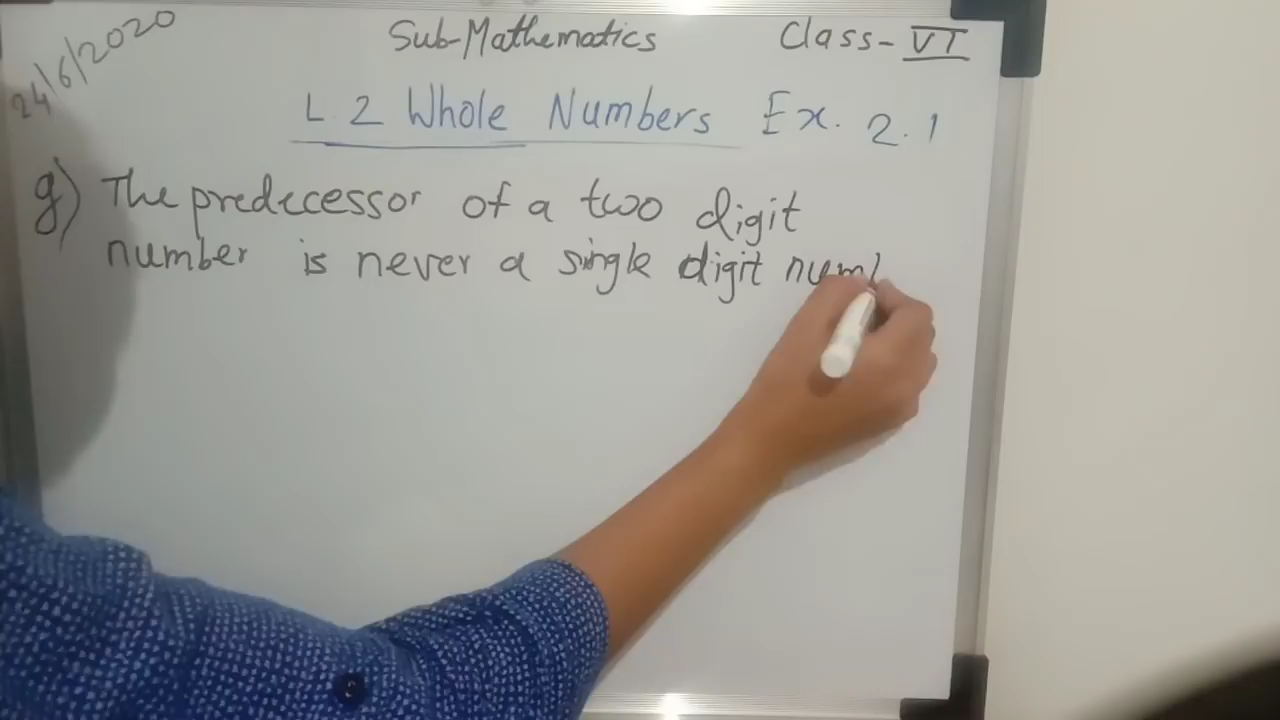 24/6/2020
Sub-Mathematics Class-VI
L.2 Whole Numbers Ex. 2.1
g) The predecessor of a two digit
number is never a single digit numb